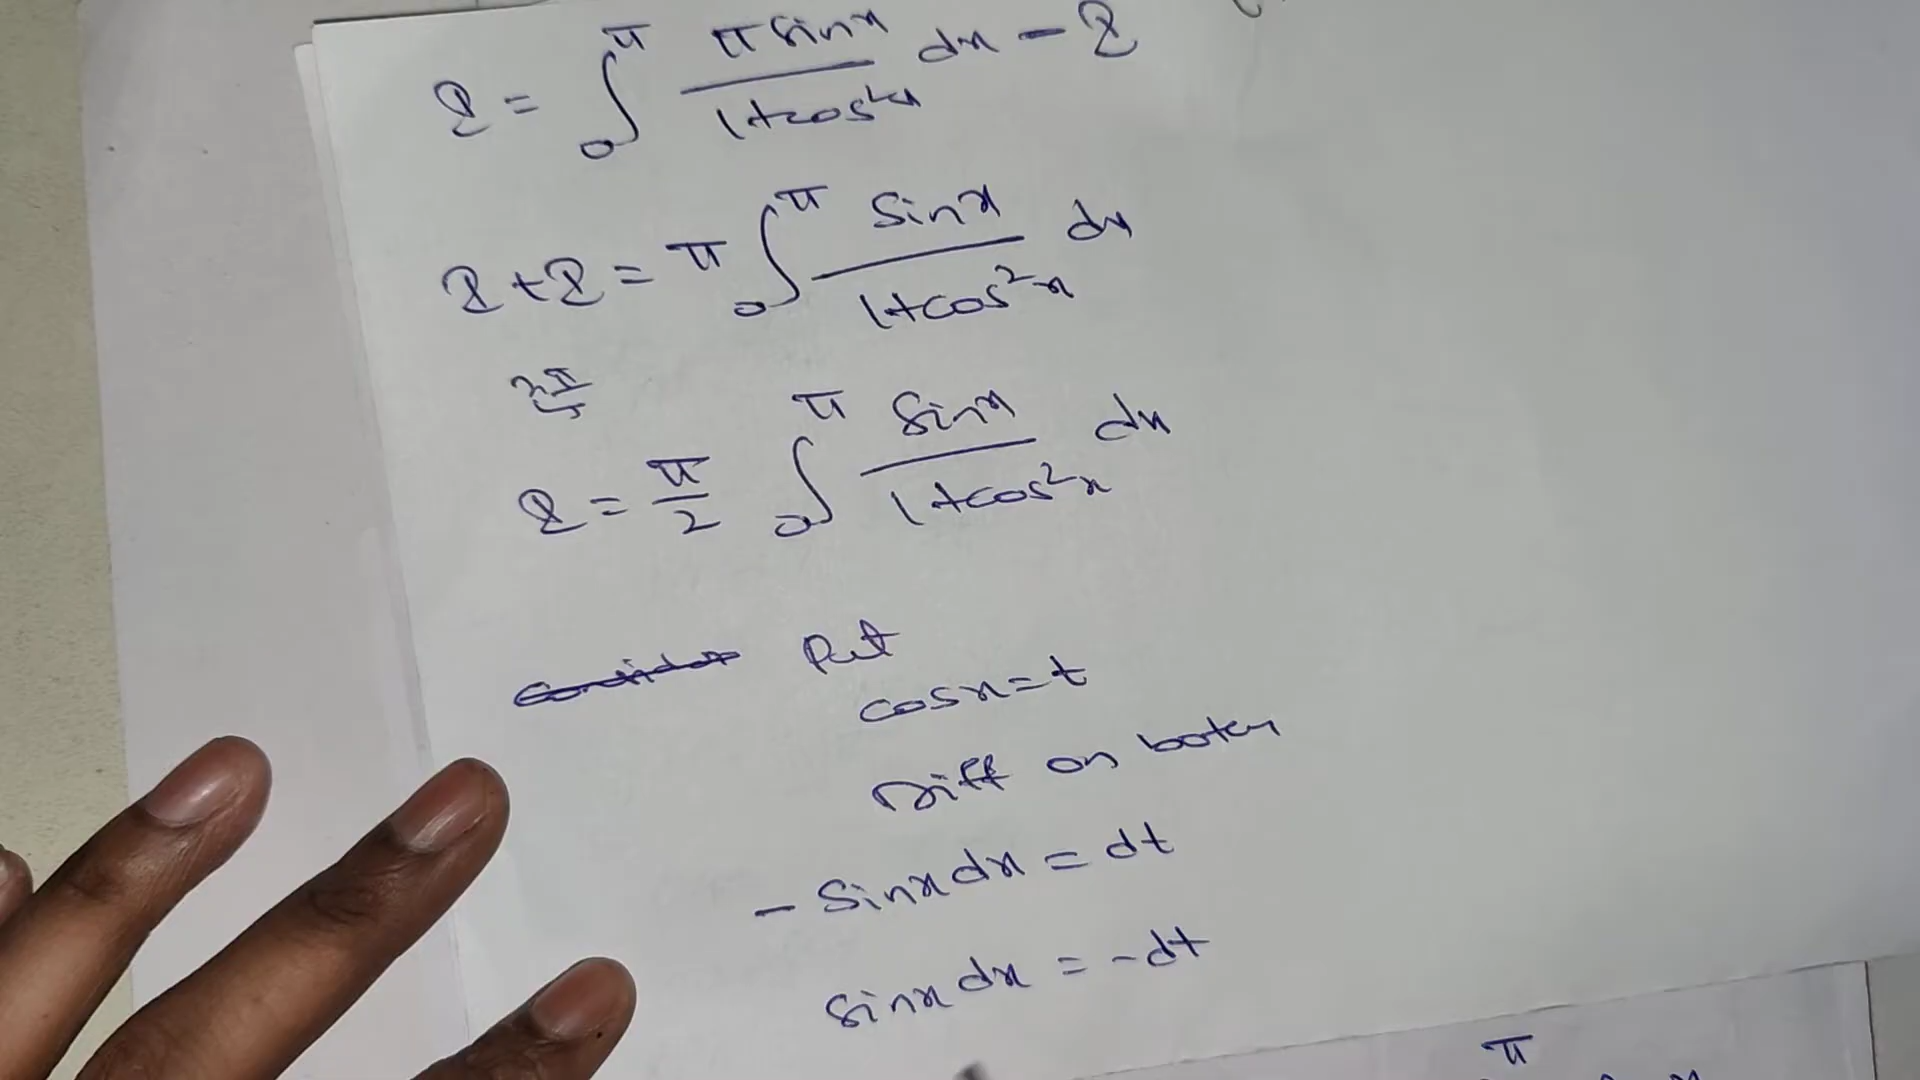 I = ∫₀^π π sinx / 1+cos²x dx - I
I + I = π ∫₀^π sinx / 1+cos²x dx
I = π/2 ∫₀^π sinx / 1+cos²x dx
Put
cosx = t
Diff on both
- sinx dx = dt
sinx dx = -dt
π